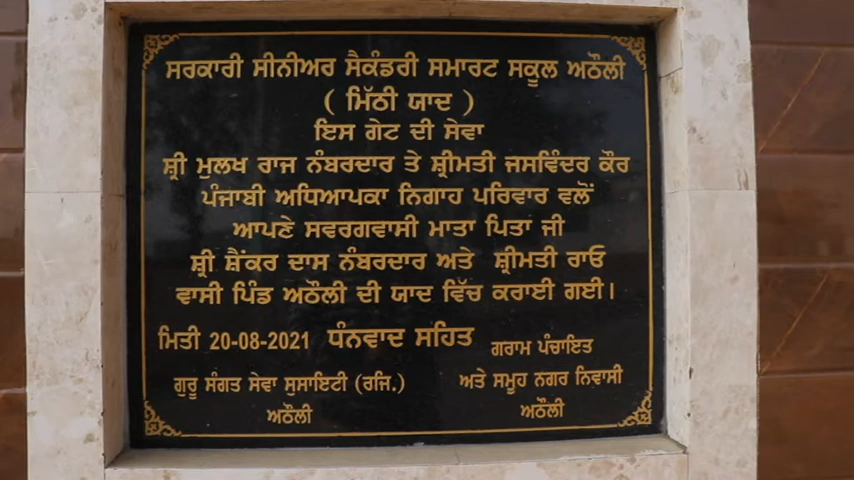 ਸਰਕਾਰੀ ਸੀਨੀਅਰ ਸੈਕੰਡਰੀ ਸਮਾਰਟ ਸਕੂਲ ਅਠੌਲੀ
( ਮਿੱਠੀ ਯਾਦ )
ਇਸ ਗੇਟ ਦੀ ਸੇਵਾ
ਸ਼੍ਰੀ ਮੁਲਖ ਰਾਜ ਨੰਬਰਦਾਰ ਤੇ ਸ਼੍ਰੀਮਤੀ ਜਸਵਿੰਦਰ ਕੌਰ
ਪੰਜਾਬੀ ਅਧਿਆਪਕਾ ਨਿਗਾਹ ਪਰਿਵਾਰ ਵਲੋਂ
ਆਪਣੇ ਸਵਰਗਵਾਸੀ ਮਾਤਾ ਪਿਤਾ ਜੀ
ਸ਼੍ਰੀ ਸ਼ੈਂਕਰ ਦਾਸ ਨੰਬਰਦਾਰ ਅਤੇ ਸ਼੍ਰੀਮਤੀ ਰਾਓ
ਵਾਸੀ ਪਿੰਡ ਅਠੌਲੀ ਦੀ ਯਾਦ ਵਿੱਚ ਕਰਾਈ ਗਈ।
ਮਿਤੀ 20-08-2021 ਧੰਨਵਾਦ ਸਹਿਤ
ਗਰਾਮ ਪੰਚਾਇਤ
ਗੁਰੂ ਸੰਗਤ ਸੇਵਾ ਸੁਸਾਇਟੀ (ਰਜਿ.) ਅਤੇ ਸਮੂਹ ਨਗਰ ਨਿਵਾਸੀ
ਅਠੌਲੀ ਅਠੌਲੀ